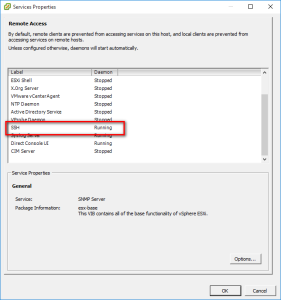 Services Properties
Remote Access
By default, remote clients are prevented from accessing services on this host, and local clients are prevented from
accessing services on remote hosts.
Unless configured otherwise, daemons will start automatically.
Label Daemon
ESXi Shell Stopped
X.Org Server Stopped
VMware vCenterAgent Stopped
NTP Daemon Stopped
Active Directory Service Stopped
VProbe Daemon Stopped
SSH Running
Syslog Server Running
Direct Console UI Running
CIM Server Stopped
Service Properties
General
Service: SNMP Server
Package Information: esx-base
This VIB contains all of the base functionality of vSphere ESXi.
Options...
OK Cancel